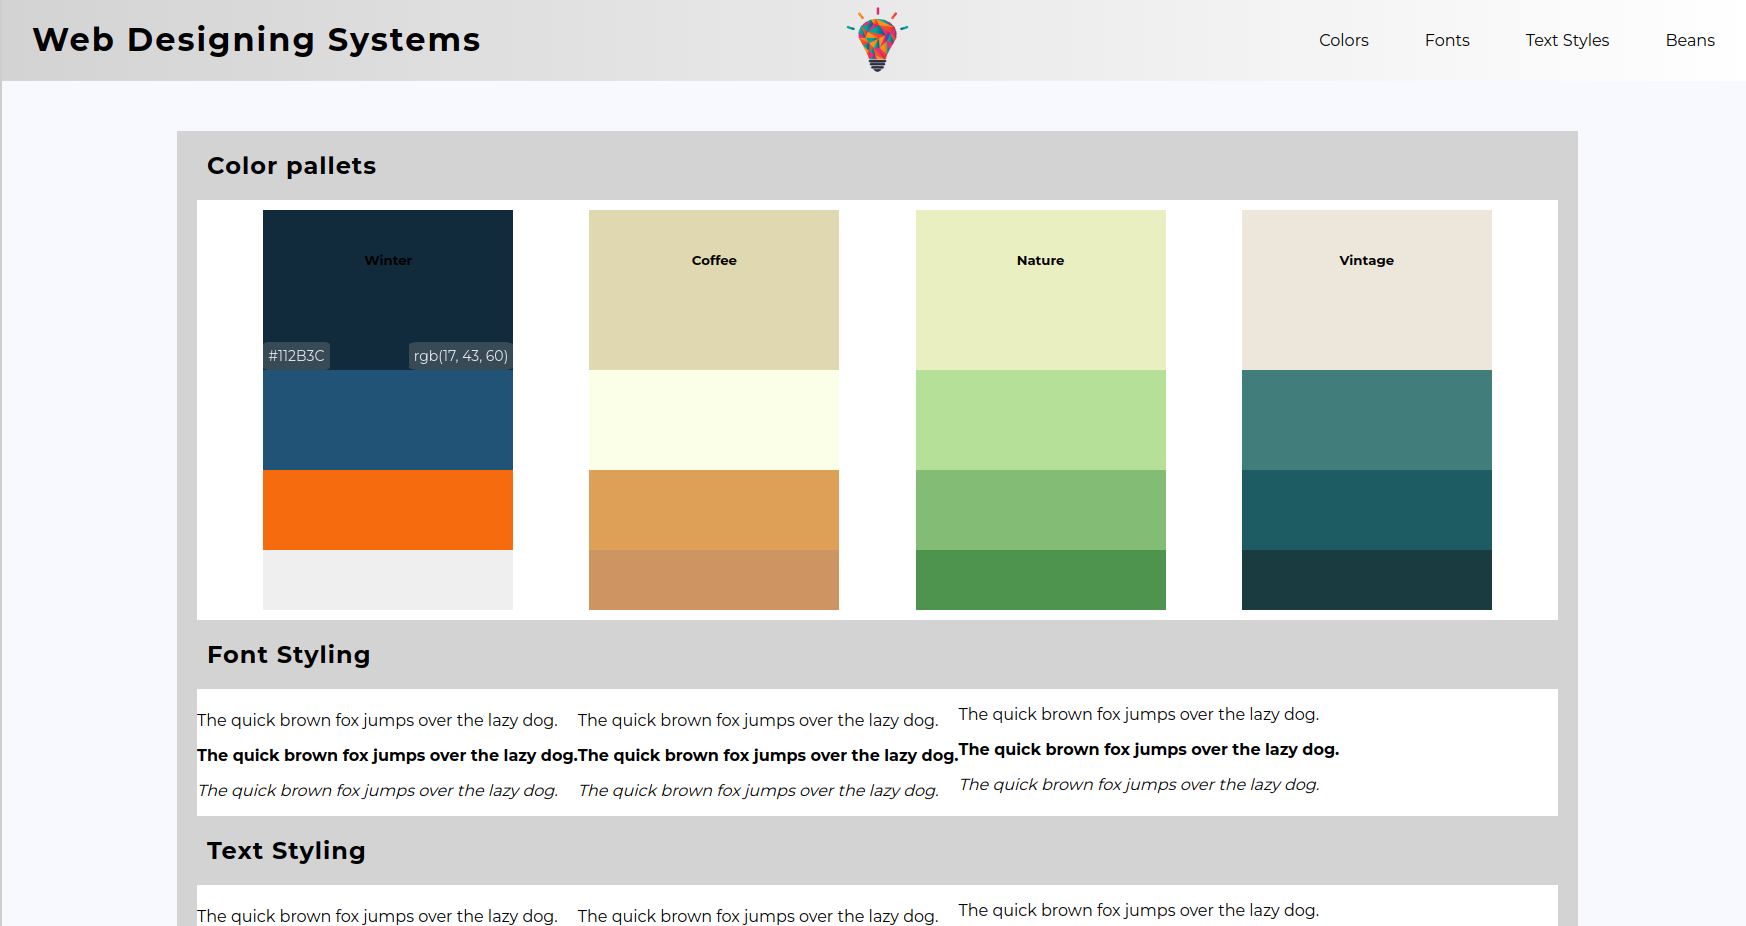 Web Designing Systems
Colors Fonts Text Styles Beans
Color pallets
Winter Coffee Nature Vintage
#112B3C rgb(17, 43, 60)
Font Styling
The quick brown fox jumps over the lazy dog. The quick brown fox jumps over the lazy dog. The quick brown fox jumps over the lazy dog.
The quick brown fox jumps over the lazy dog. The quick brown fox jumps over the lazy dog. The quick brown fox jumps over the lazy dog.
The quick brown fox jumps over the lazy dog. The quick brown fox jumps over the lazy dog. The quick brown fox jumps over the lazy dog.
Text Styling
The quick brown fox jumps over the lazy dog. The quick brown fox jumps over the lazy dog. The quick brown fox jumps over the lazy dog.